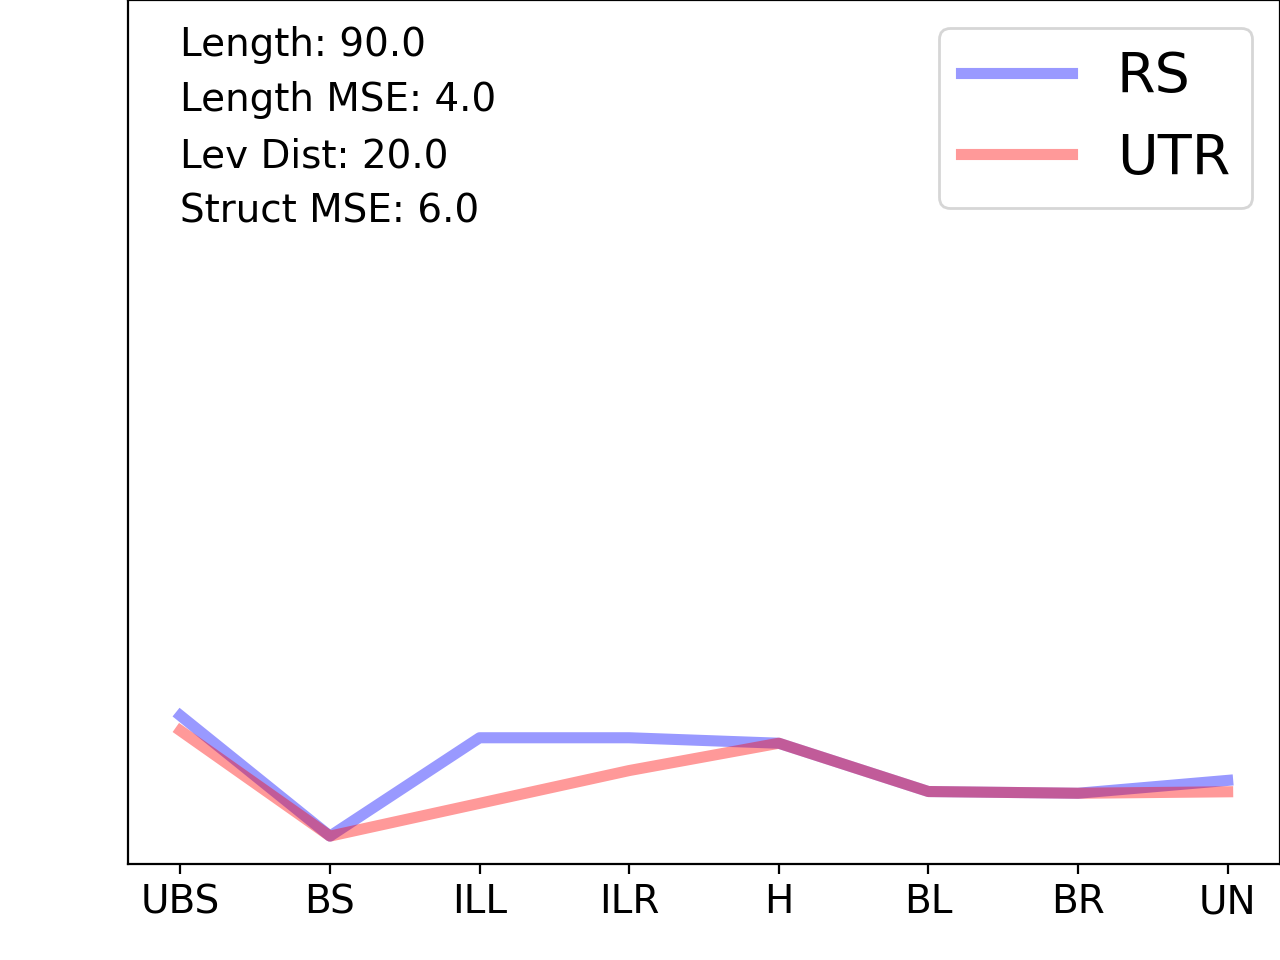 Length: 90.0
Length MSE: 4.0
Lev Dist: 20.0
Struct MSE: 6.0
RS
UTR
UBS BS ILL ILR H BL BR UN